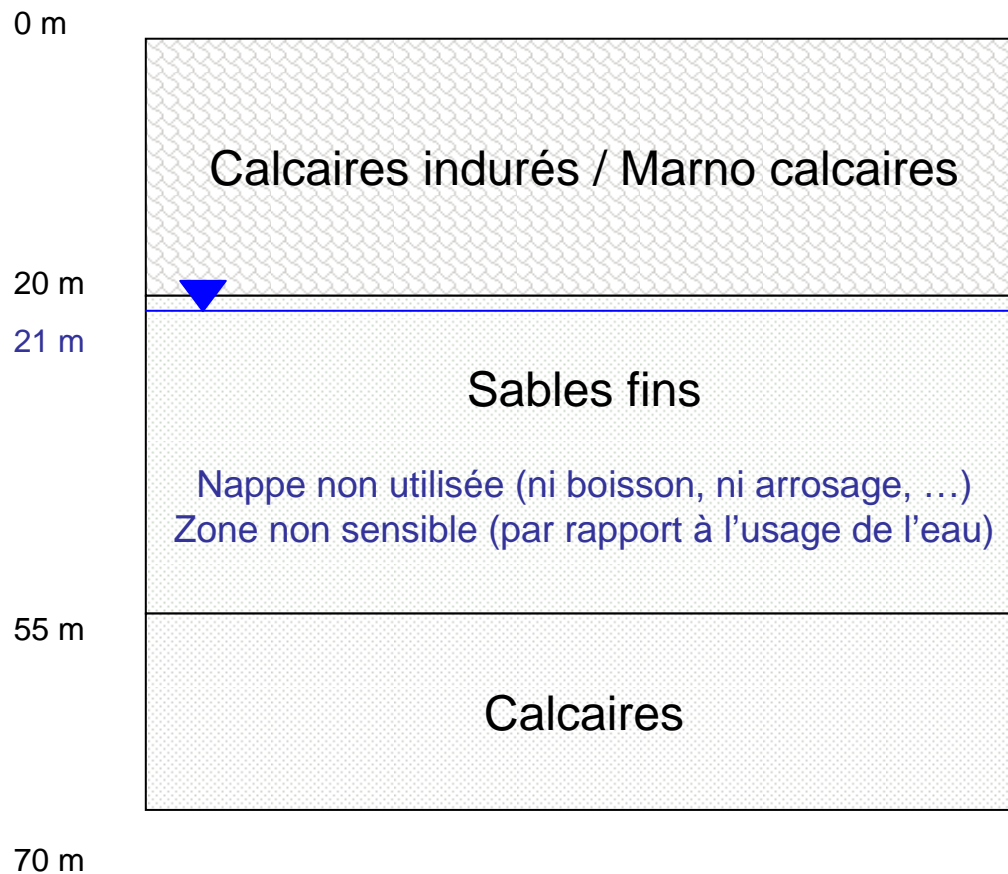 0 m
Calcaires indurés / Marno calcaires
20 m
21 m
Sables fins
Nappe non utilisée (ni boisson, ni arrosage, …)
Zone non sensible (par rapport à l’usage de l’eau)
55 m
Calcaires
70 m